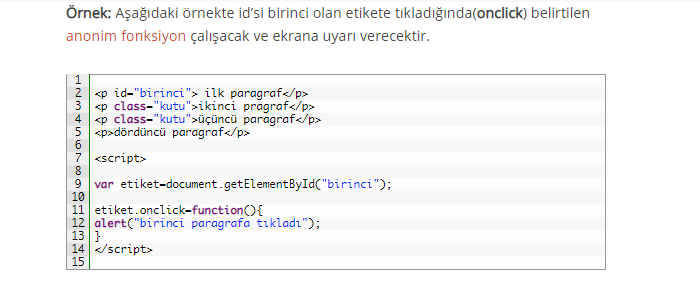 Örnek: Aşağıdaki örnekte id’si birinci olan etikete tıkladığında(onclick) belirtilen
anonim fonksiyon çalışacak ve ekrana uyarı verecektir.
1
2 <p id="birinci"> ilk paragraf</p>
3 <p class="kutu">ikinci pragraf</p>
4 <p class="kutu">üçüncü paragraf</p>
5 <p>dördüncü paragraf</p>
6
7 <script>
8
9 var etiket=document.getElementById("birinci");
10
11 etiket.onclick=function(){
12 alert("birinci paragrafa tıkladı");
13 }
14 </script>
15